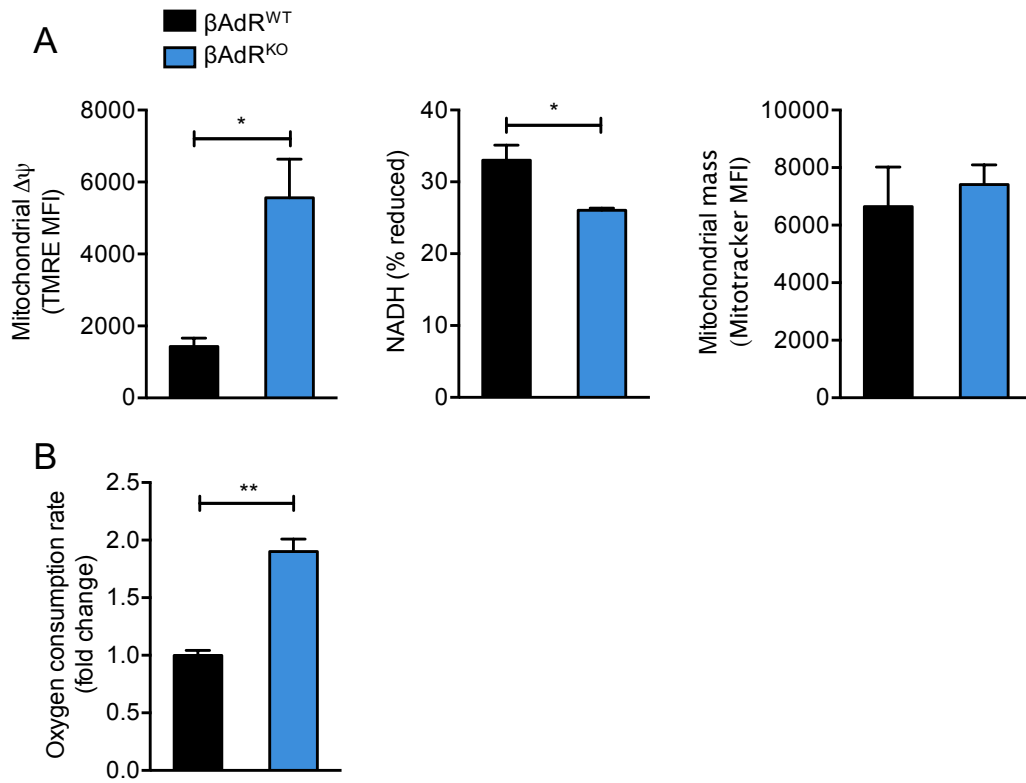 A
βAdR^WT
βAdR^KO
Mitochondrial Δψ
(TMRE MFI)
8000
6000
4000
2000
0
*
NADH (% reduced)
40
30
20
10
0
*
Mitochondrial mass
(Mitotracker MFI)
10000
8000
6000
4000
2000
0
B
Oxygen consumption rate
(fold change)
2.5
2.0
1.5
1.0
0.5
0.0
**